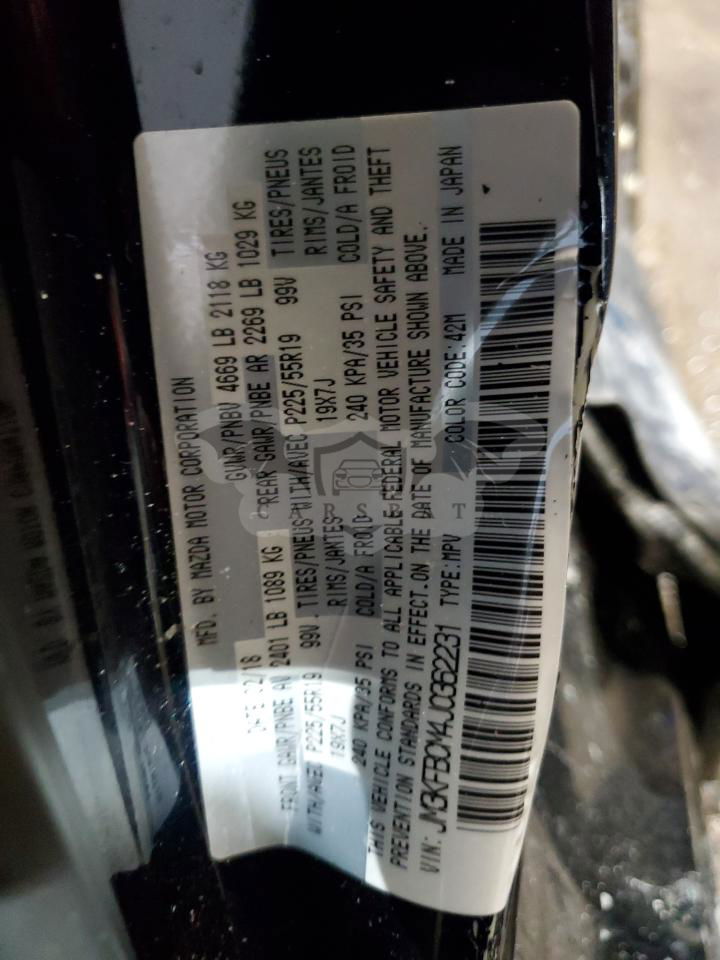 MFD. BY MAZDA MOTOR CORPORATION
DATE:02/18 GVWR/PNBV 4669 LB 2118 KG
FRONT GAWR/PNBE AV 2401 LB 1089 KG REAR GAWR/PNBE AR 2269 LB 1029 KG
WITH/AVEC P225/55R19 99V TIRES/PNEUS WITH/AVEC P225/55R19 99V TIRES/PNEUS
19X7J RIMS/JANTES 19X7J RIMS/JANTES
240 KPA/35 PSI COLD/A FROID 240 KPA/35 PSI COLD/A FROID
THIS VEHICLE CONFORMS TO ALL APPLICABLE FEDERAL MOTOR VEHICLE SAFETY AND THEFT
PREVENTION STANDARDS IN EFFECT ON THE DATE OF MANUFACTURE SHOWN ABOVE.
VIN: JM3KFBCM4J0362231 TYPE:MPV COLOR CODE:42M MADE IN JAPAN